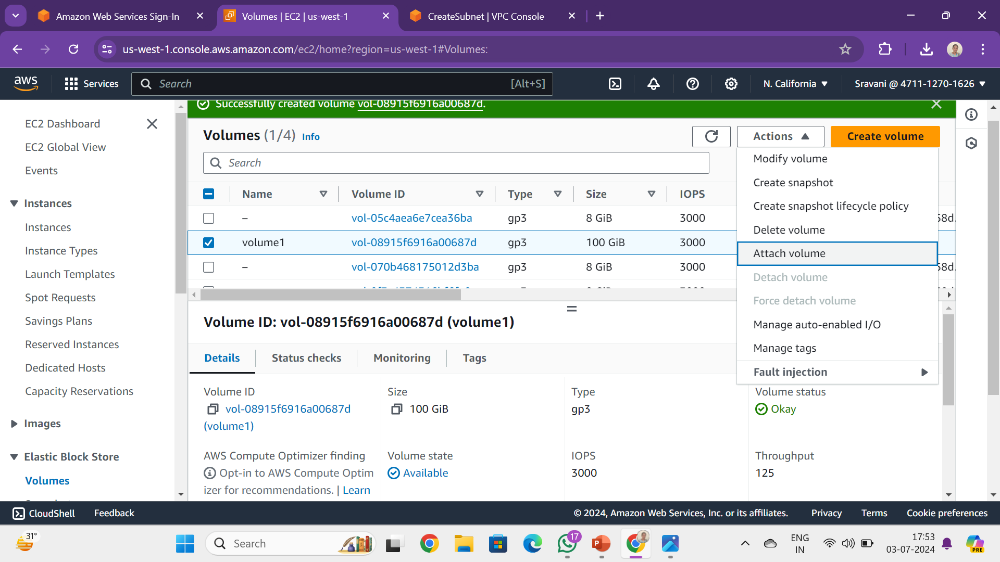 Amazon Web Services Sign-In
Volumes | EC2 | us-west-1
CreateSubnet | VPC Console
us-west-1.console.aws.amazon.com/ec2/home?region=us-west-1#Volumes:
aws
Services
Search
[Alt+S]
N. California
Sravani @ 4711-1270-1626
EC2 Dashboard
EC2 Global View
Events
Instances
Instances
Instance Types
Launch Templates
Spot Requests
Savings Plans
Reserved Instances
Dedicated Hosts
Capacity Reservations
Images
Elastic Block Store
Volumes
Successfully created volume vol-08915f6916a00687d.
Volumes (1/4) Info
Actions
Create volume
Search
Name Volume ID Type Size IOPS
– vol-05c4aea6e7cea36ba gp3 8 GiB 3000
volume1 vol-08915f6916a00687d gp3 100 GiB 3000
– vol-070b468175012d3ba gp3 8 GiB 3000
Modify volume
Create snapshot
Create snapshot lifecycle policy
Delete volume
Attach volume
Detach volume
Force detach volume
Manage auto-enabled I/O
Manage tags
Fault injection
Volume ID: vol-08915f6916a00687d (volume1)
Details
Status checks
Monitoring
Tags
Volume ID
vol-08915f6916a00687d
(volume1)
Size
100 GiB
Type
gp3
Volume status
Okay
AWS Compute Optimizer finding
Opt-in to AWS Compute Optim
izer for recommendations. | Learn
Volume state
Available
IOPS
3000
Throughput
125
CloudShell
Feedback
© 2024, Amazon Web Services, Inc. or its affiliates.
Privacy
Terms
Cookie preferences
31°
Search
17
ENG
IN
17:53
03-07-2024
PRE